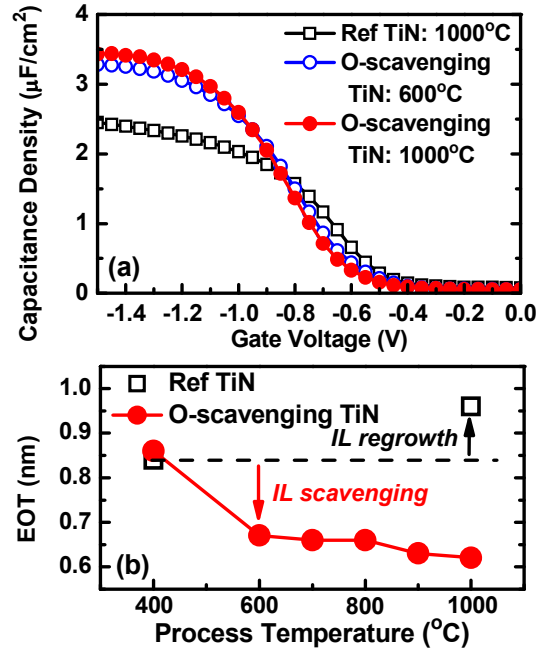 Capacitance Density (μF/cm²)
4
3
2
1
0
Ref TiN: 1000°C
O-scavenging
TiN: 600°C
O-scavenging
TiN: 1000°C
(a)
-1.4 -1.2 -1.0 -0.8 -0.6 -0.4 -0.2 0.0
Gate Voltage (V)
EOT (nm)
1.0
0.9
0.8
0.7
0.6
Ref TiN
O-scavenging TiN
IL regrowth
IL scavenging
(b)
400 600 800 1000
Process Temperature (°C)